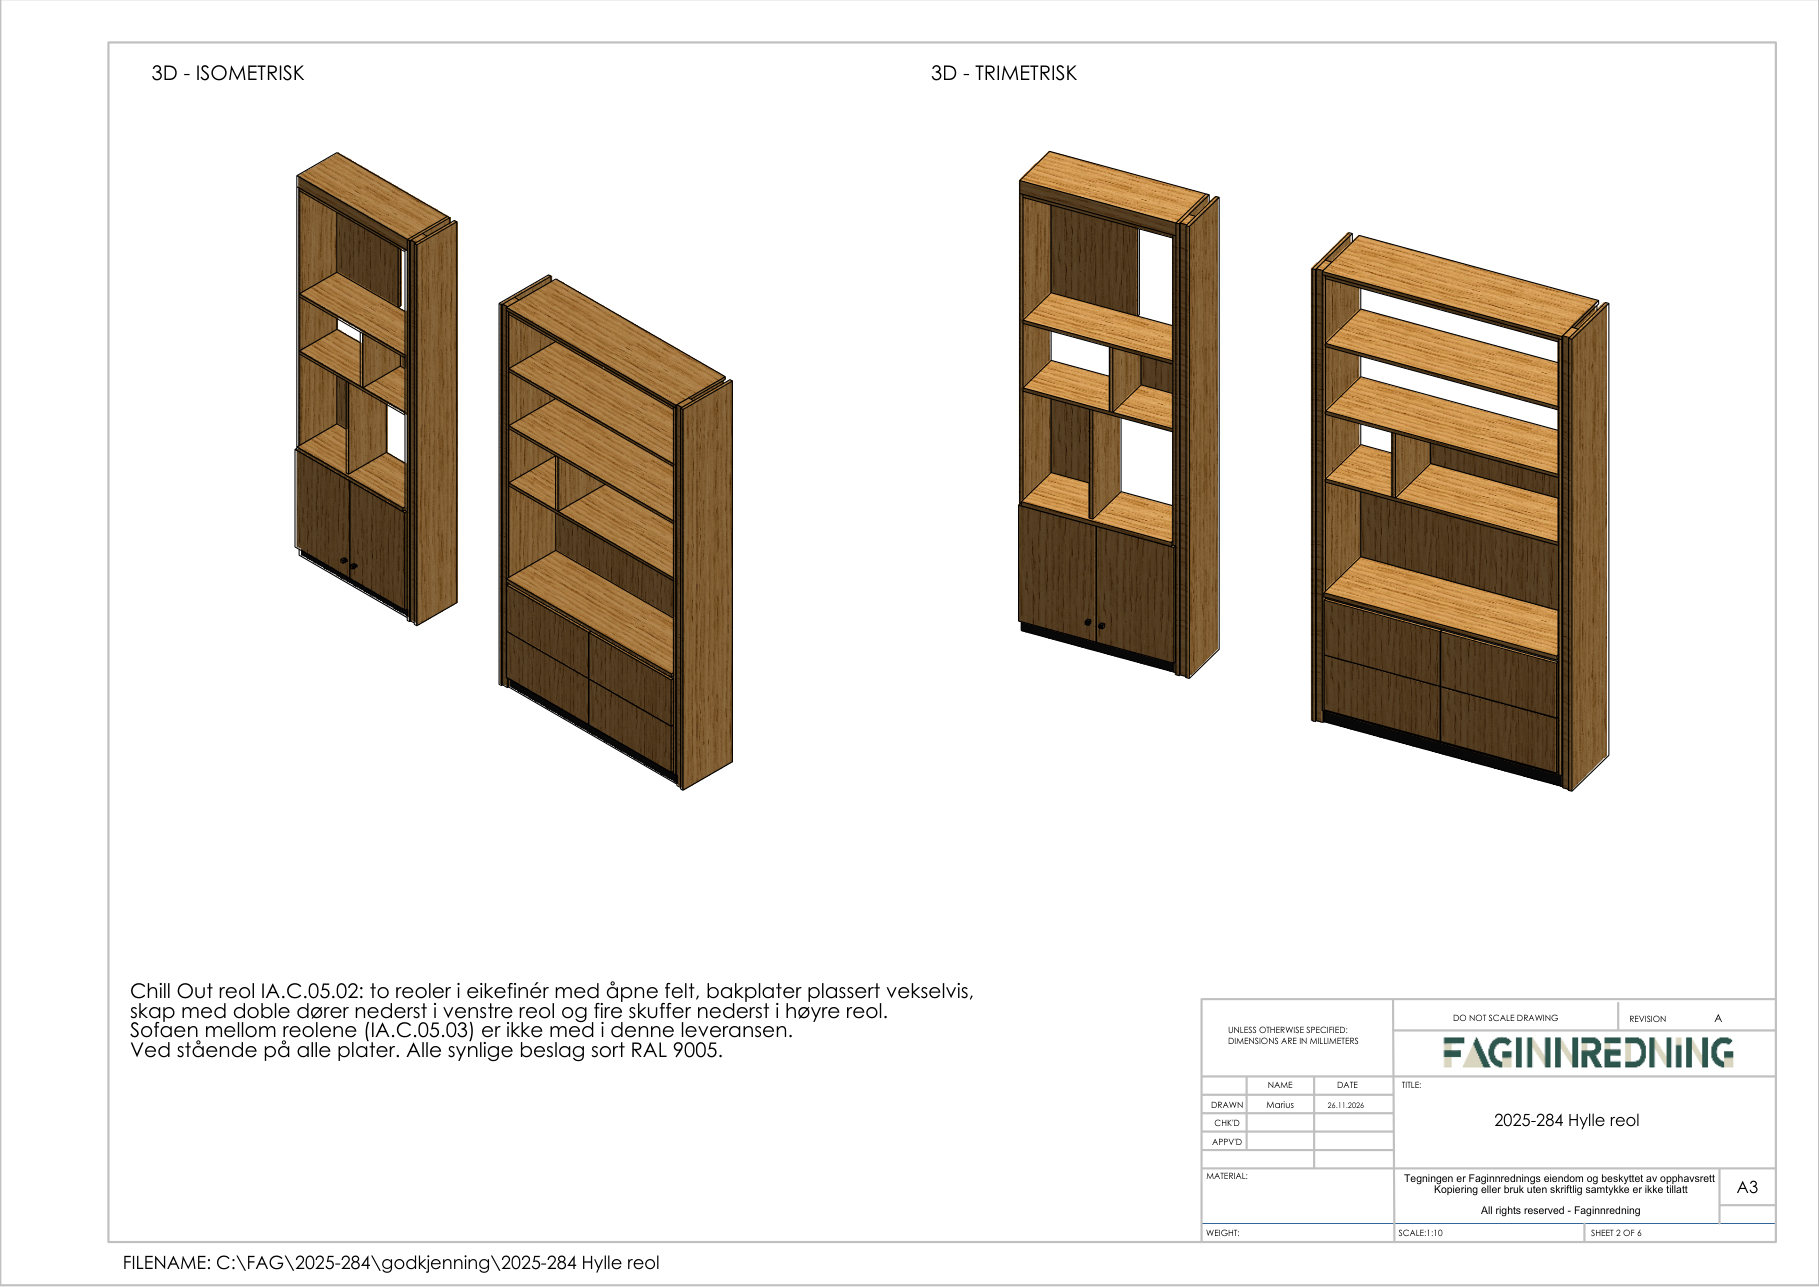 3D - ISOMETRISK
3D - TRIMETRISK
Chill Out reol IA.C.05.02: to reoler i eikefinér med åpne felt, bakplater plassert vekselvis,
skap med doble dører nederst i venstre reol og fire skuffer nederst i høyre reol.
Sofaen mellom reolene (IA.C.05.03) er ikke med i denne leveransen.
Ved stående på alle plater. Alle synlige beslag sort RAL 9005.
UNLESS OTHERWISE SPECIFIED:
DIMENSIONS ARE IN MILLIMETERS
DO NOT SCALE DRAWING
REVISION
A
FAGINNREDNiNG
NAME
DATE
DRAWN
Marius
26.11.2026
CHK'D
APPV'D
TITLE:
2025-284 Hylle reol
MATERIAL:
Tegningen er Faginnrednings eiendom og beskyttet av opphavsrett
Kopiering eller bruk uten skriftlig samtykke er ikke tillatt
All rights reserved - Faginnredning
A3
WEIGHT:
SCALE:1:10
SHEET 2 OF 6
FILENAME: C:\FAG\2025-284\godkjenning\2025-284 Hylle reol